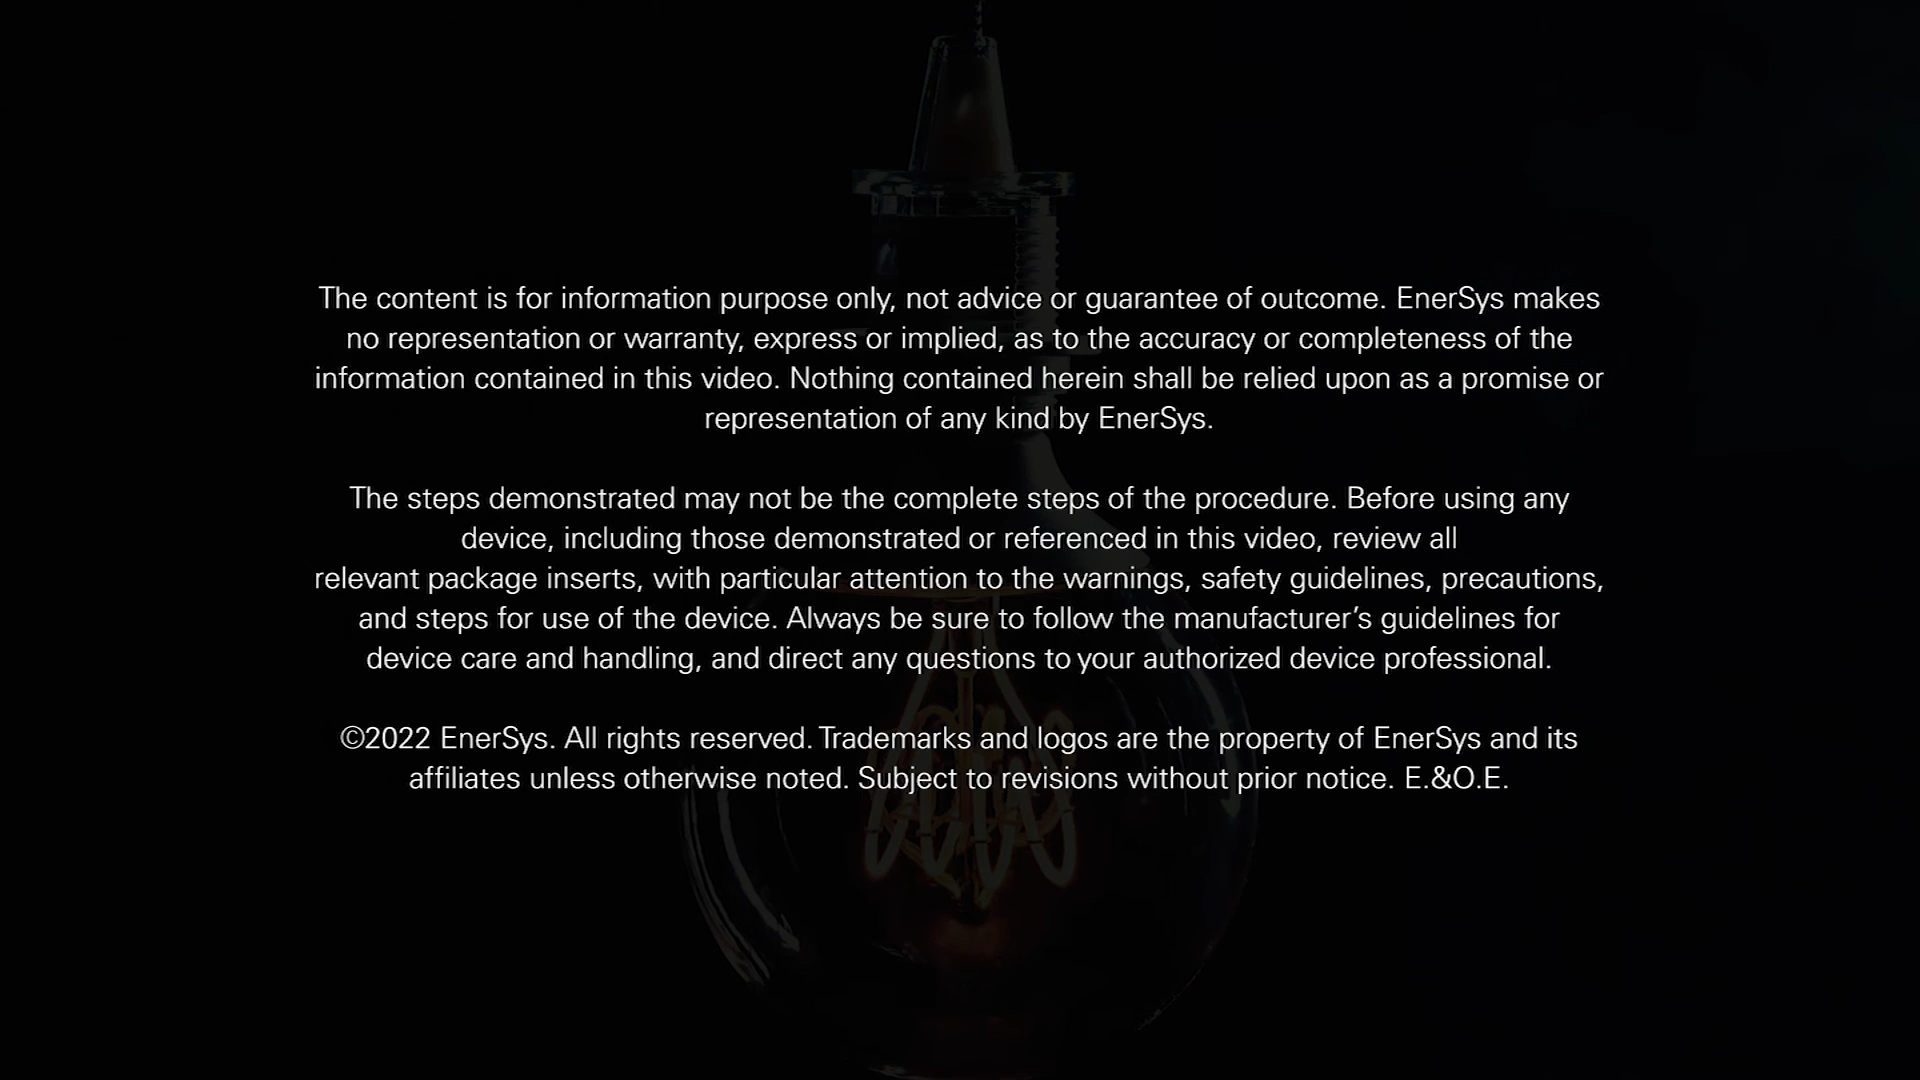 The content is for information purpose only, not advice or guarantee of outcome. EnerSys makes
no representation or warranty, express or implied, as to the accuracy or completeness of the
information contained in this video. Nothing contained herein shall be relied upon as a promise or
representation of any kind by EnerSys.
The steps demonstrated may not be the complete steps of the procedure. Before using any
device, including those demonstrated or referenced in this video, review all
relevant package inserts, with particular attention to the warnings, safety guidelines, precautions,
and steps for use of the device. Always be sure to follow the manufacturer’s guidelines for
device care and handling, and direct any questions to your authorized device professional.
©2022 EnerSys. All rights reserved. Trademarks and logos are the property of EnerSys and its
affiliates unless otherwise noted. Subject to revisions without prior notice. E.&O.E.